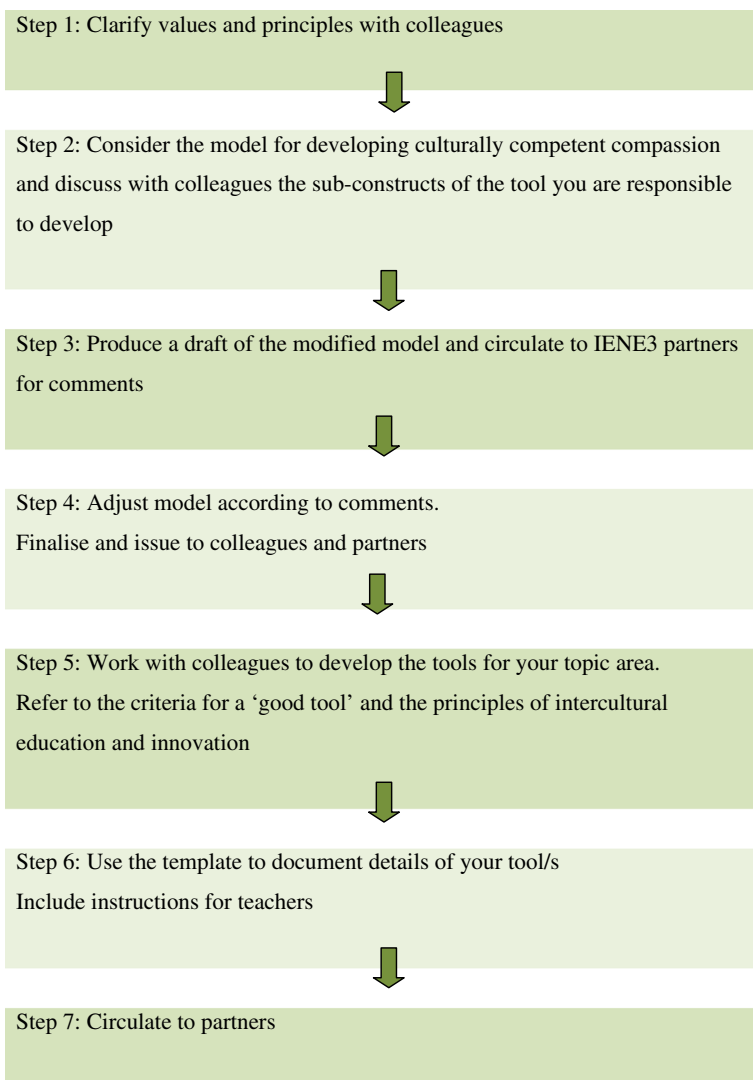 Step 1: Clarify values and principles with colleagues
Step 2: Consider the model for developing culturally competent compassion
and discuss with colleagues the sub-constructs of the tool you are responsible
to develop
Step 3: Produce a draft of the modified model and circulate to IENE3 partners
for comments
Step 4: Adjust model according to comments.
Finalise and issue to colleagues and partners
Step 5: Work with colleagues to develop the tools for your topic area.
Refer to the criteria for a ‘good tool’ and the principles of intercultural
education and innovation
Step 6: Use the template to document details of your tool/s
Include instructions for teachers
Step 7: Circulate to partners